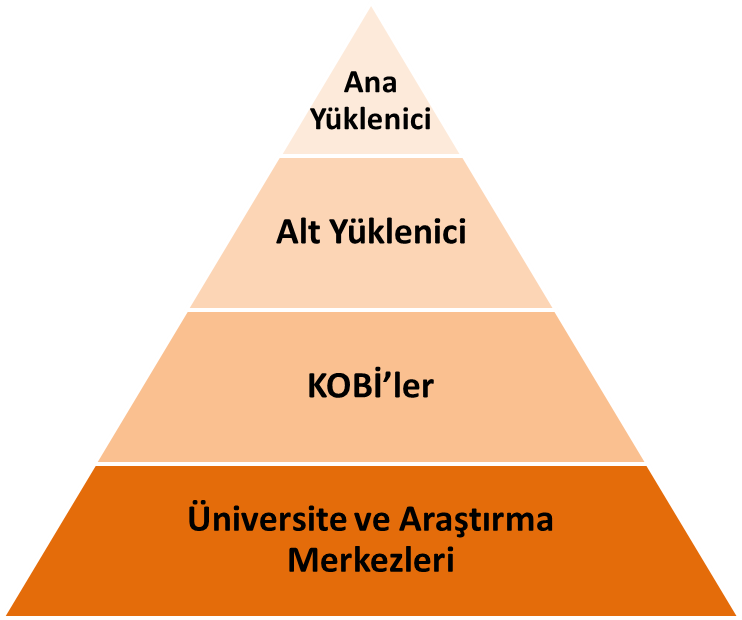 Ana
Yüklenici
Alt Yüklenici
KOBİ’ler
Üniversite ve Araştırma
Merkezleri